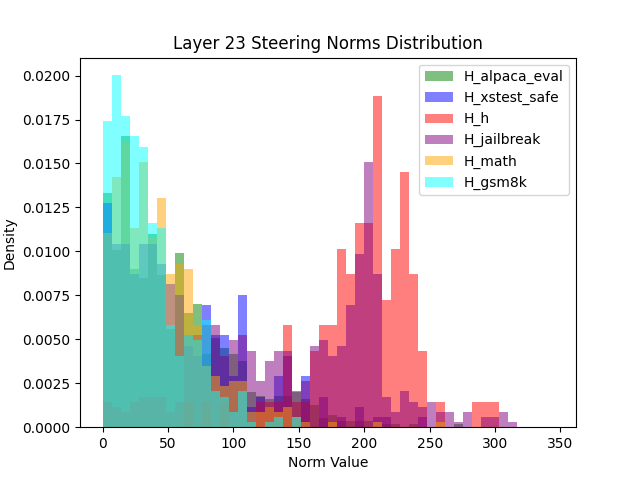 Layer 23 Steering Norms Distribution
0.0200
0.0175
0.0150
0.0125
0.0100
0.0075
0.0050
0.0025
0.0000
Density
H_alpaca_eval
H_xstest_safe
H_h
H_jailbreak
H_math
H_gsm8k
0 50 100 150 200 250 300 350
Norm Value